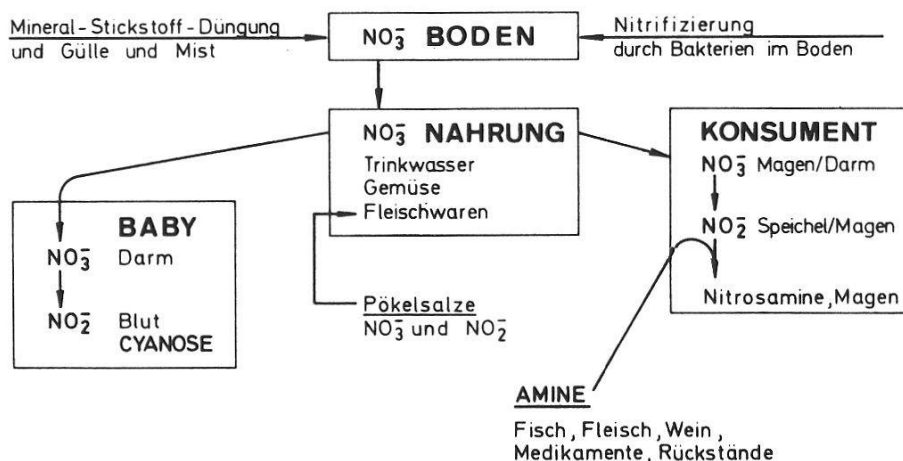 Mineral-Stickstoff-Düngung
und Gülle und Mist
NO₃⁻ BODEN
Nitrifizierung
durch Bakterien im Boden
NO₃⁻ NAHRUNG
Trinkwasser
Gemüse
Fleischwaren
KONSUMENT
NO₃⁻ Magen/Darm
NO₂⁻ Speichel/Magen
Nitrosamine, Magen
BABY
NO₃⁻ Darm
NO₂⁻ Blut
CYANOSE
Pökelsalze
NO₃⁻ und NO₂⁻
AMINE
Fisch, Fleisch, Wein,
Medikamente, Rückstände